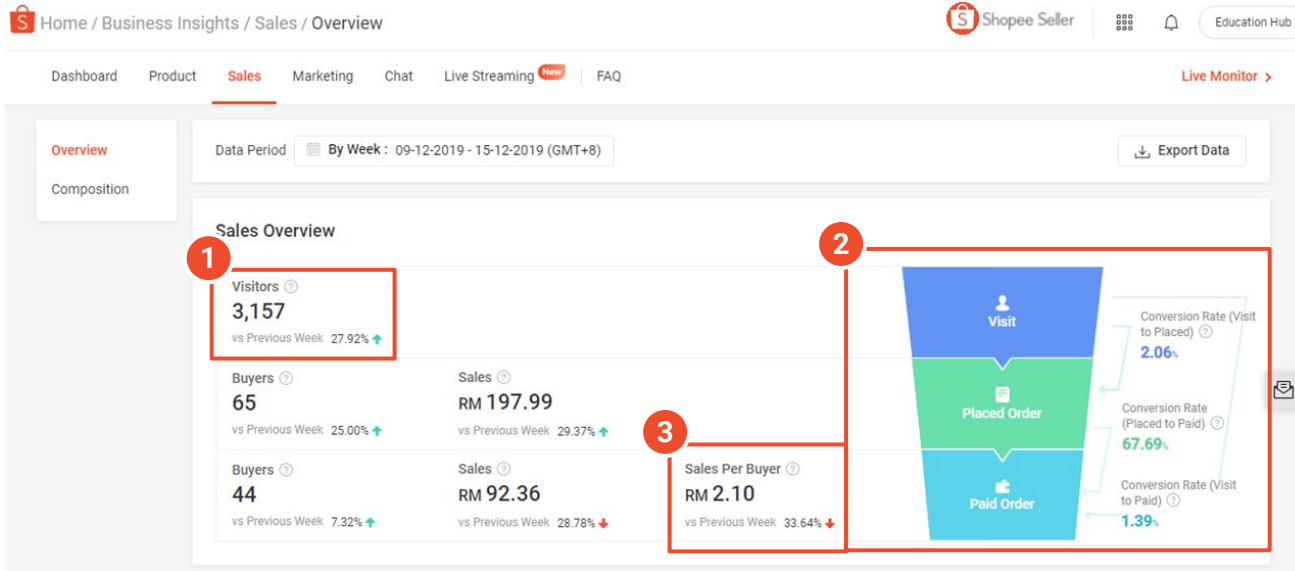 Home / Business Insights / Sales / Overview
Shopee Seller
Education Hub
Dashboard Product Sales Marketing Chat Live Streaming New FAQ
Live Monitor >
Overview
Composition
Data Period By Week : 09-12-2019 - 15-12-2019 (GMT+8)
Export Data
Sales Overview
1
2
Visitors ?
3,157
vs Previous Week 27.92%
Buyers ?
65
vs Previous Week 25.00%
Sales ?
RM 197.99
vs Previous Week 29.37%
Buyers ?
44
vs Previous Week 7.32%
Sales ?
RM 92.36
vs Previous Week 28.78%
3
Sales Per Buyer ?
RM 2.10
vs Previous Week 33.64%
Visit
Placed Order
Paid Order
Conversion Rate (Visit
to Placed) ?
2.06%
Conversion Rate
(Placed to Paid) ?
67.69%
Conversion Rate (Visit
to Paid) ?
1.39%